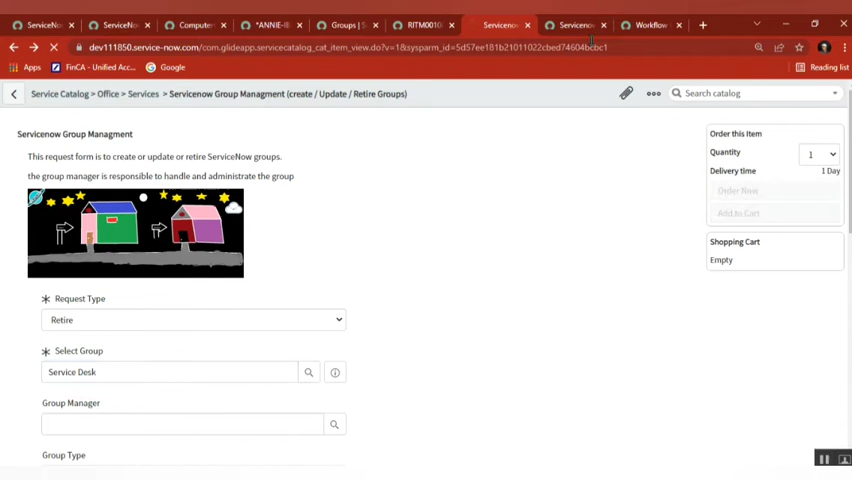 ServiceNo
ServiceNo
Computer
*ANNIE-IB
Groups | S
RITM0010
Servicenov
Servicenov
Workflow
dev111850.service-now.com/com.glideapp.servicecatalog_cat_item_view.do?v=1&sysparm_id=5d57ee181b21011022cbed74604bcbc1
Apps
FinCA - Unified Acc...
Google
Reading list
Service Catalog > Office > Services > Servicenow Group Managment (create / Update / Retire Groups)
Search catalog
Servicenow Group Managment
This request form is to create or update or retire ServiceNow groups.
the group manager is responsible to handle and administrate the group
Request Type
Retire
Select Group
Service Desk
Group Manager
Group Type
Order this Item
Quantity
1
Delivery time
1 Day
Order Now
Add to Cart
Shopping Cart
Empty